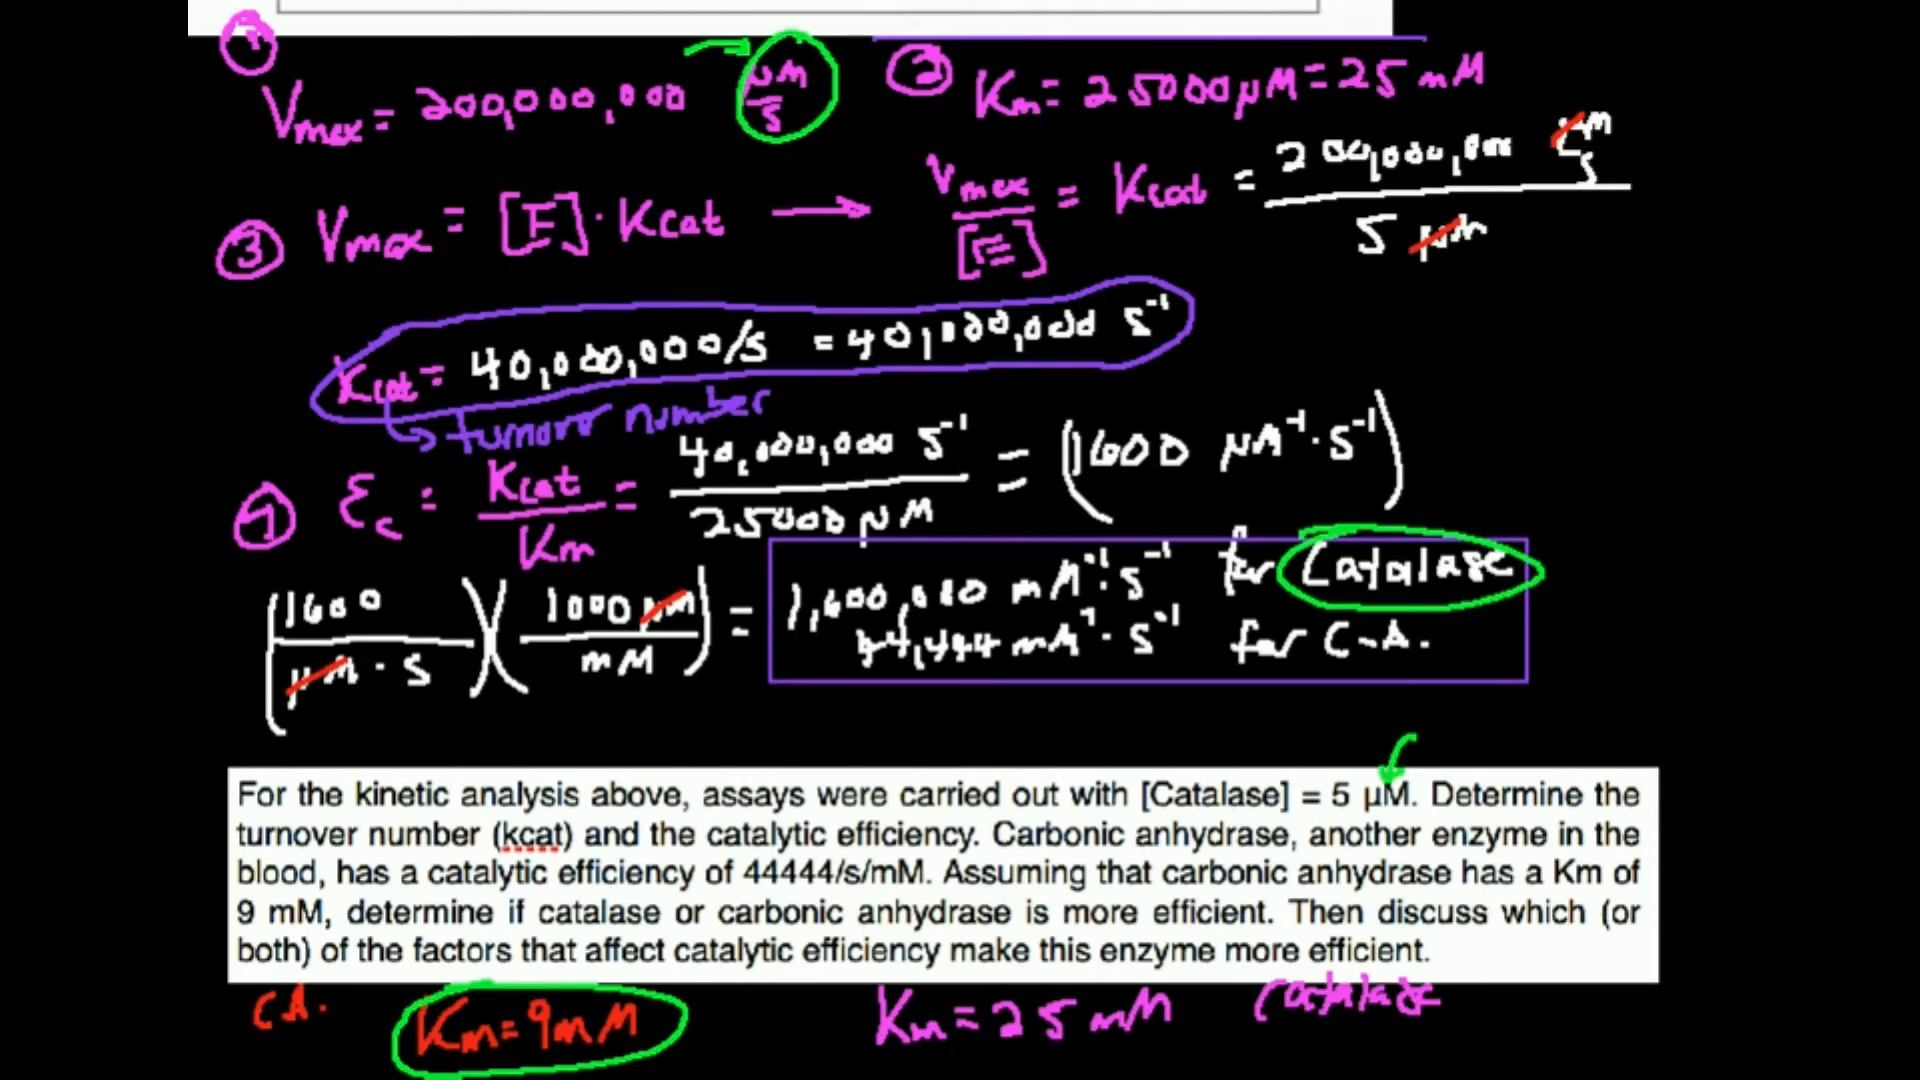 ① Vmax = 200,000,000 μM/s ② Km = 25000 μM = 25 mM
③ Vmax = [E] · Kcat → Vmax/[E] = Kcat = 200,000,000 μM/s / 5 μM
Kcat = 40,000,000/s = 40,000,000 S⁻¹
↳ turnover number
Ec = Kcat/Km = 40,000,000 S⁻¹ / 25000 μM = (1600 μM⁻¹ · S⁻¹)
(1600 / μM · S)(1000 μM / mM) = 1,600,000 mM⁻¹ · S⁻¹ for Catalase
44,444 mM⁻¹ · S⁻¹ for C.A.
For the kinetic analysis above, assays were carried out with [Catalase] = 5 μM. Determine the
turnover number (kcat) and the catalytic efficiency. Carbonic anhydrase, another enzyme in the
blood, has a catalytic efficiency of 44444/s/mM. Assuming that carbonic anhydrase has a Km of
9 mM, determine if catalase or carbonic anhydrase is more efficient. Then discuss which (or
both) of the factors that affect catalytic efficiency make this enzyme more efficient.
C.A. Km = 9mM Km = 25 mM Catalase